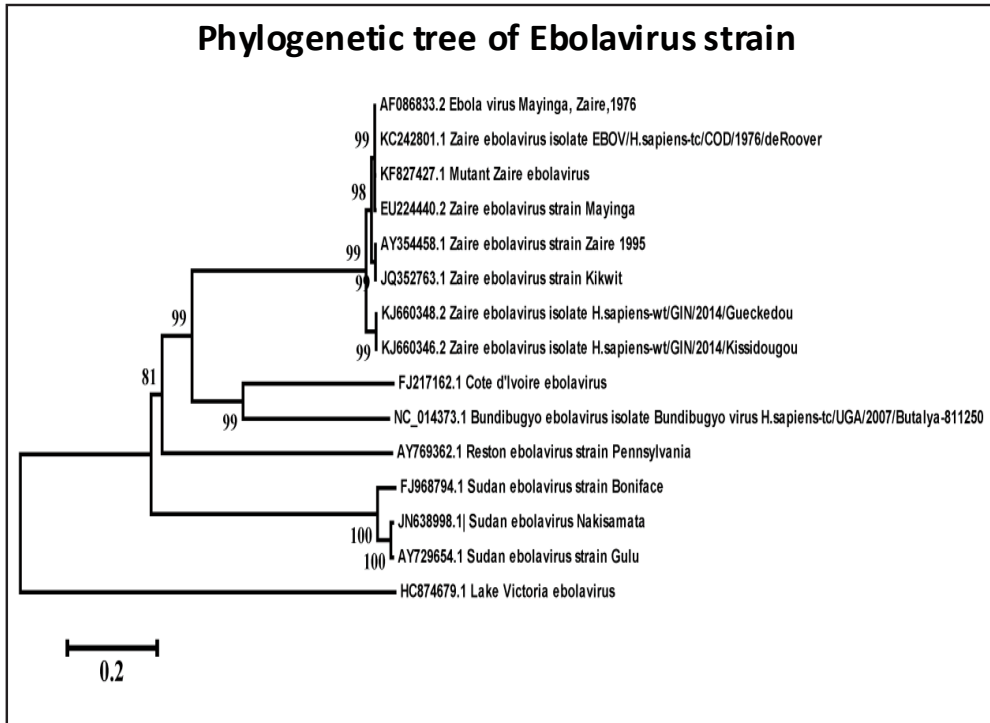 Phylogenetic tree of Ebolavirus strain
AF086833.2 Ebola virus Mayinga, Zaire,1976
99
KC242801.1 Zaire ebolavirus isolate EBOV/H.sapiens-tc/COD/1976/deRoover
KF827427.1 Mutant Zaire ebolavirus
98
EU224440.2 Zaire ebolavirus strain Mayinga
AY354458.1 Zaire ebolavirus strain Zaire 1995
99
JQ352763.1 Zaire ebolavirus strain Kikwit
99
KJ660348.2 Zaire ebolavirus isolate H.sapiens-wt/GIN/2014/Gueckedou
99
KJ660346.2 Zaire ebolavirus isolate H.sapiens-wt/GIN/2014/Kissidougou
99
81
FJ217162.1 Cote d'Ivoire ebolavirus
NC_014373.1 Bundibugyo ebolavirus isolate Bundibugyo virus H.sapiens-tc/UGA/2007/Butalya-811250
99
AY769362.1 Reston ebolavirus strain Pennsylvania
FJ968794.1 Sudan ebolavirus strain Boniface
JN638998.1| Sudan ebolavirus Nakisamata
100
AY729654.1 Sudan ebolavirus strain Gulu
100
HC874679.1 Lake Victoria ebolavirus
0.2